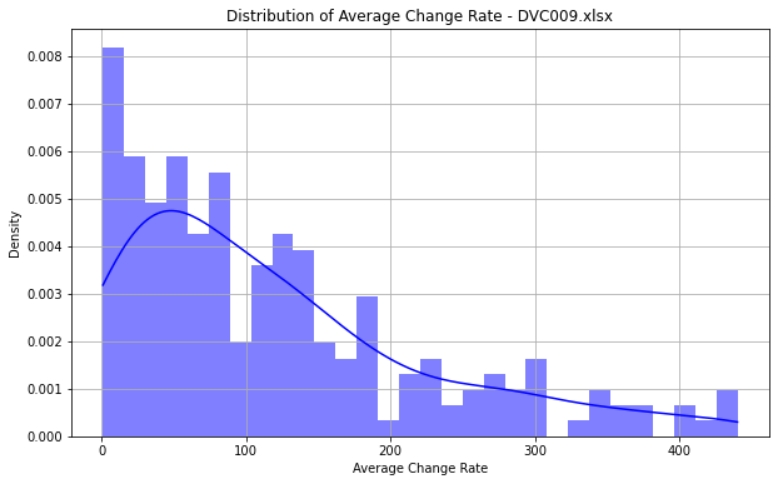 Distribution of Average Change Rate - DVC009.xlsx
Density
0.008
0.007
0.006
0.005
0.004
0.003
0.002
0.001
0.000
0 100 200 300 400
Average Change Rate